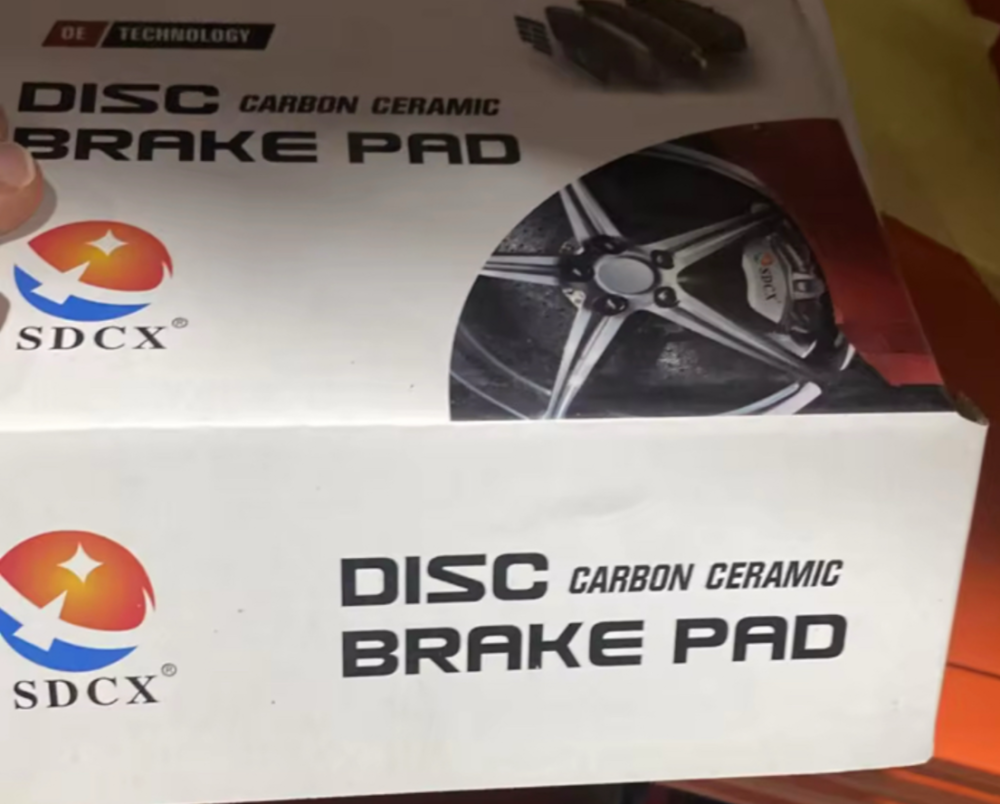 OE TECHNOLOGY
DISC CARBON CERAMIC
BRAKE PAD
SDCX®
SDCX
DISC CARBON CERAMIC
BRAKE PAD
SDCX®